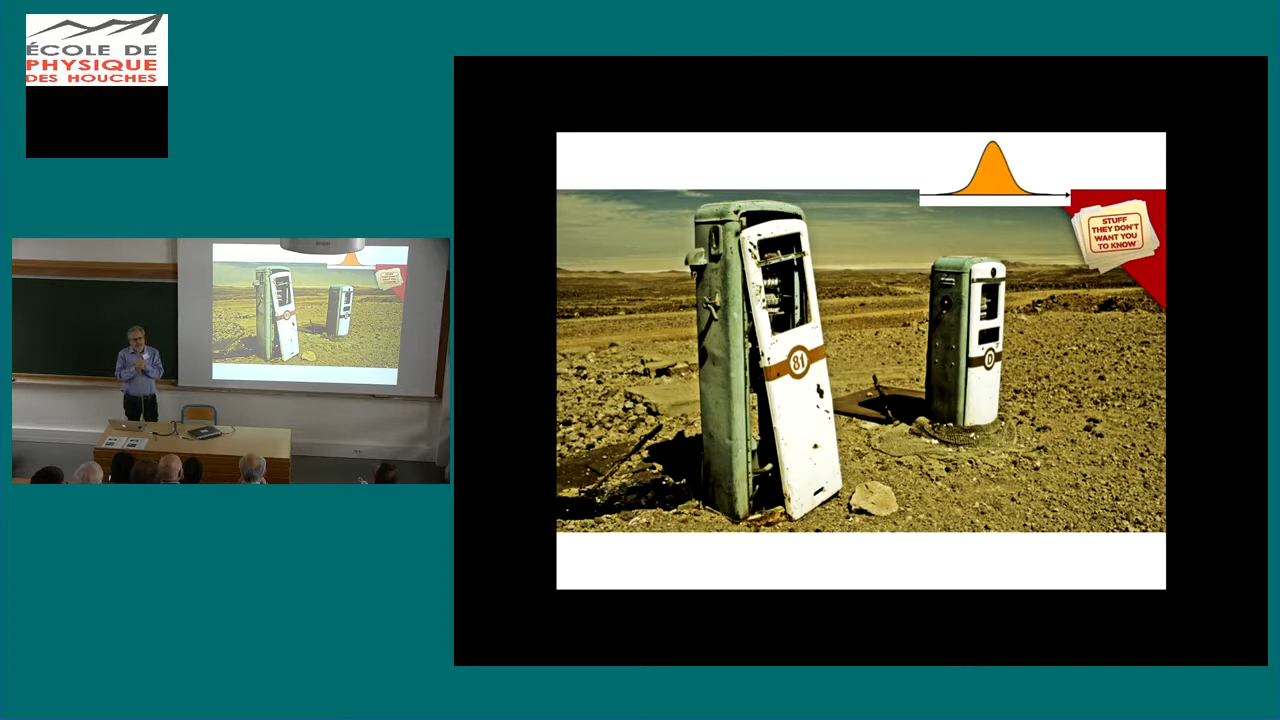 ÉCOLE DE
PHYSIQUE
DES HOUCHES
STUFF
THEY DON'T
WANT YOU
TO KNOW
81
D